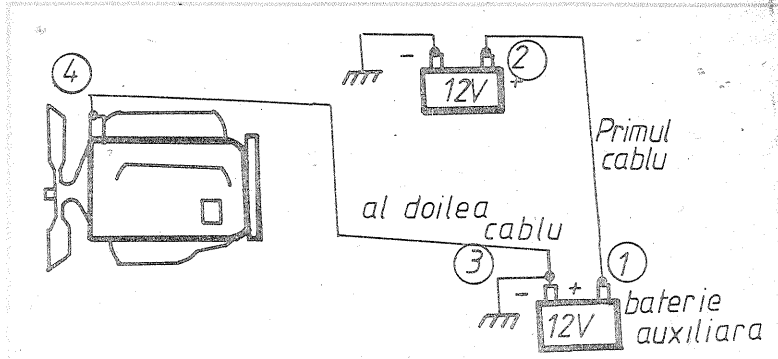 4
2
- +
12V
Primul
cablu
al doilea
cablu
3
1
- +
12V
baterie
auxiliara